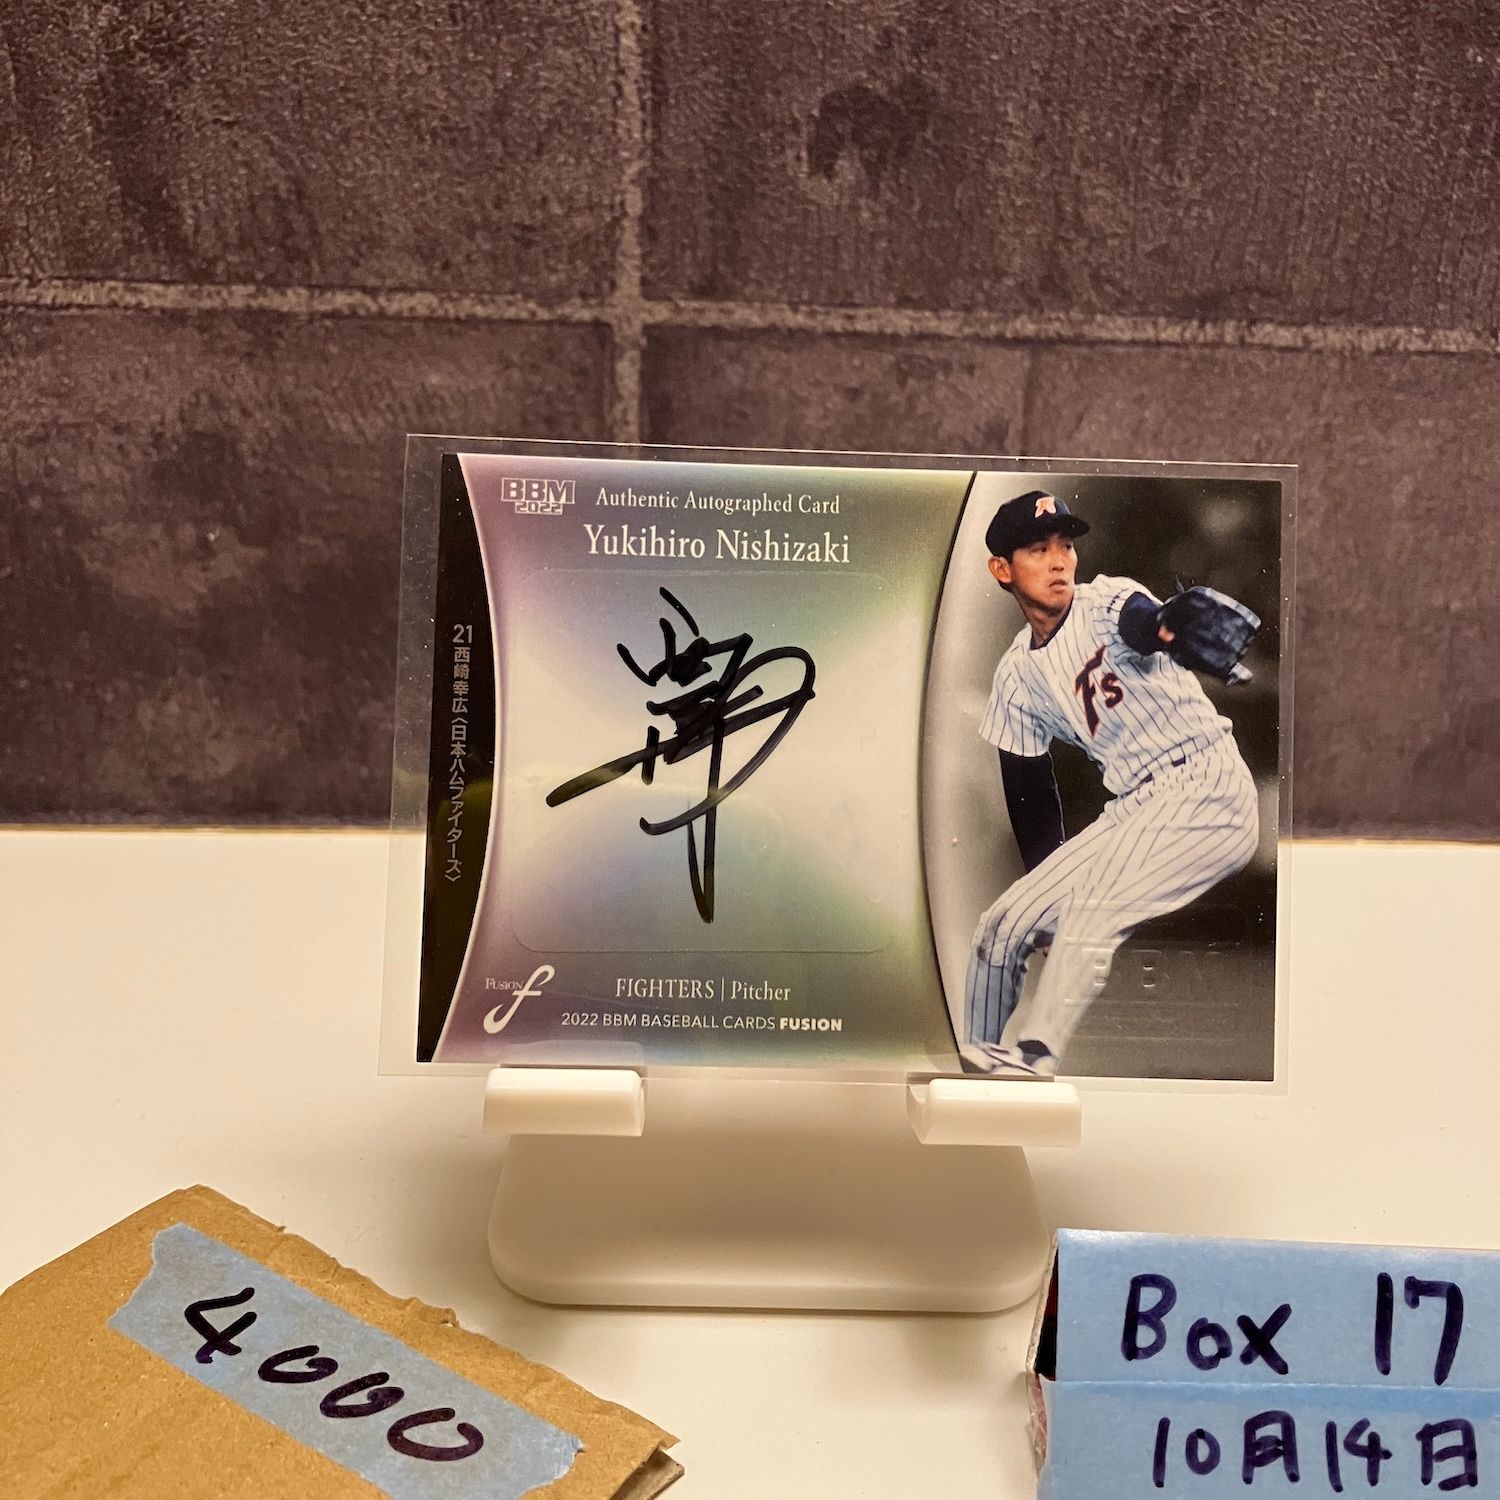 BBM
2022
Authentic Autographed Card
Yukihiro Nishizaki
21 西崎幸広〈日本ハムファイターズ〉
Fs
FUSION f
FIGHTERS | Pitcher
2022 BBM BASEBALL CARDS FUSION
BBM
4000
Box 17
10月14日